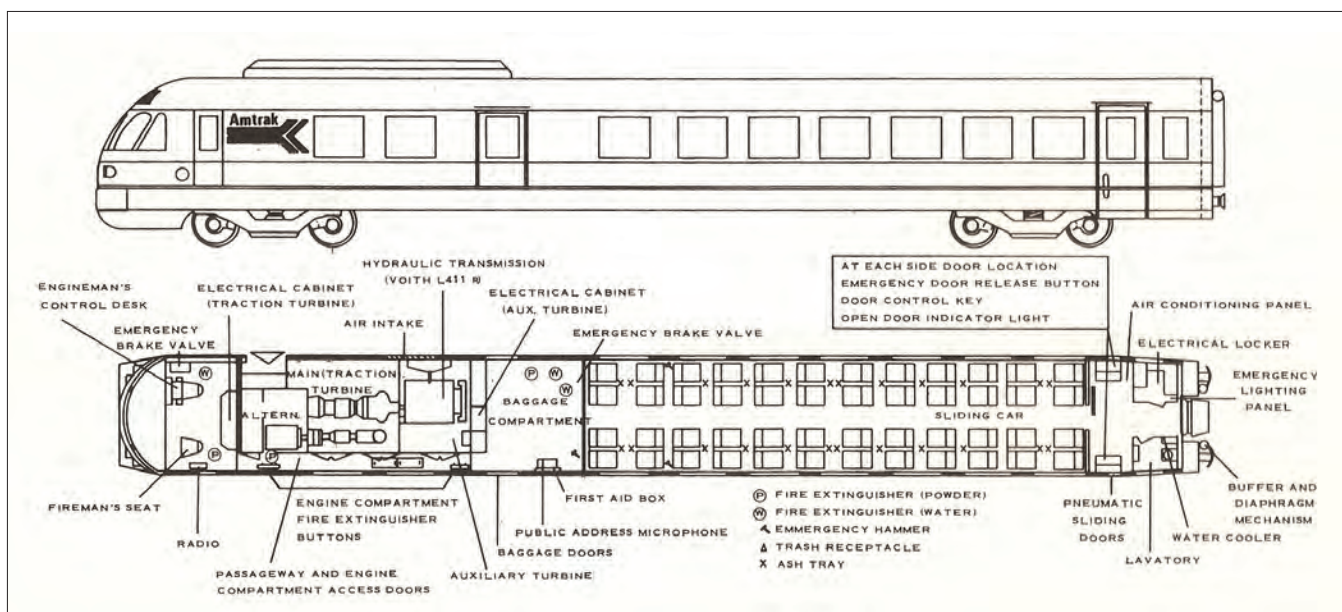 Amtrak
HYDRAULIC TRANSMISSION
(VOITH L411
ENGINEMAN'S
CONTROL DESK
ELECTRICAL CABINET
(TRACTION TURBINE)
ELECTRICAL CABINET
(AUX. TURBINE)
AIR INTAKE
EMERGENCY
BRAKE VALVE
EMERGENCY BRAKE VALVE
AT EACH SIDE DOOR LOCATION
EMERGENCY DOOR RELEASE BUTTON
DOOR CONTROL KEY
OPEN DOOR INDICATOR LIGHT
AIR CONDITIONING PANEL
ELECTRICAL LOCKER
EMERGENCY
LIGHTING
PANEL
W
MAIN (TRACTION)
TURBINE
ALTERN.
P
P
P
W
W
BAGGAGE
COMPARTMENT
SLIDING CAR
FIREMAN'S SEAT
RADIO
ENGINE COMPARTMENT
FIRE EXTINGUISHER
BUTTONS
PASSAGEWAY AND ENGINE
COMPARTMENT ACCESS DOORS
AUXILIARY TURBINE
FIRST AID BOX
PUBLIC ADDRESS MICROPHONE
BAGGAGE DOORS
P FIRE EXTINGUISHER (POWDER)
W FIRE EXTINGUISHER (WATER)
EMMERGENCY HAMMER
TRASH RECEPTACLE
X ASH TRAY
PNEUMATIC
SLIDING
DOORS
LAVATORY
WATER COOLER
BUFFER AND
DIAPHRAGM
MECHANISM